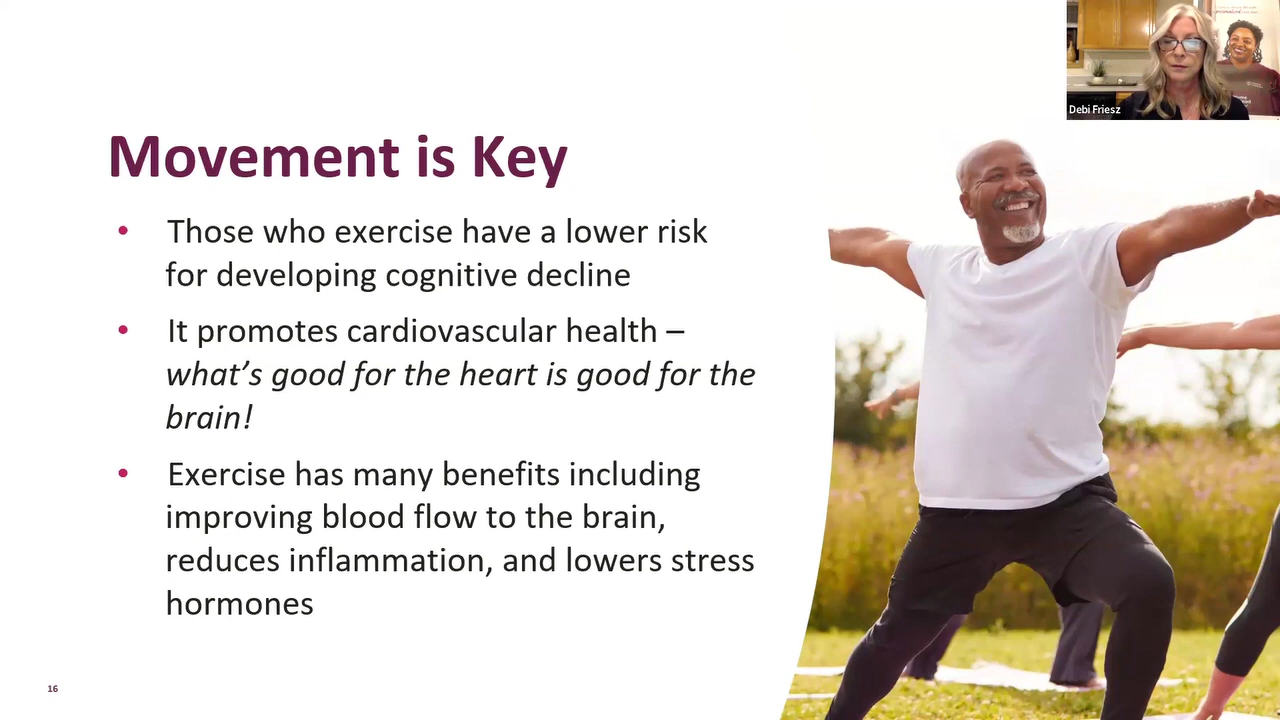 Debi Friesz
Movement is Key
• Those who exercise have a lower risk
for developing cognitive decline
• It promotes cardiovascular health –
what’s good for the heart is good for the
brain!
• Exercise has many benefits including
improving blood flow to the brain,
reduces inflammation, and lowers stress
hormones
16